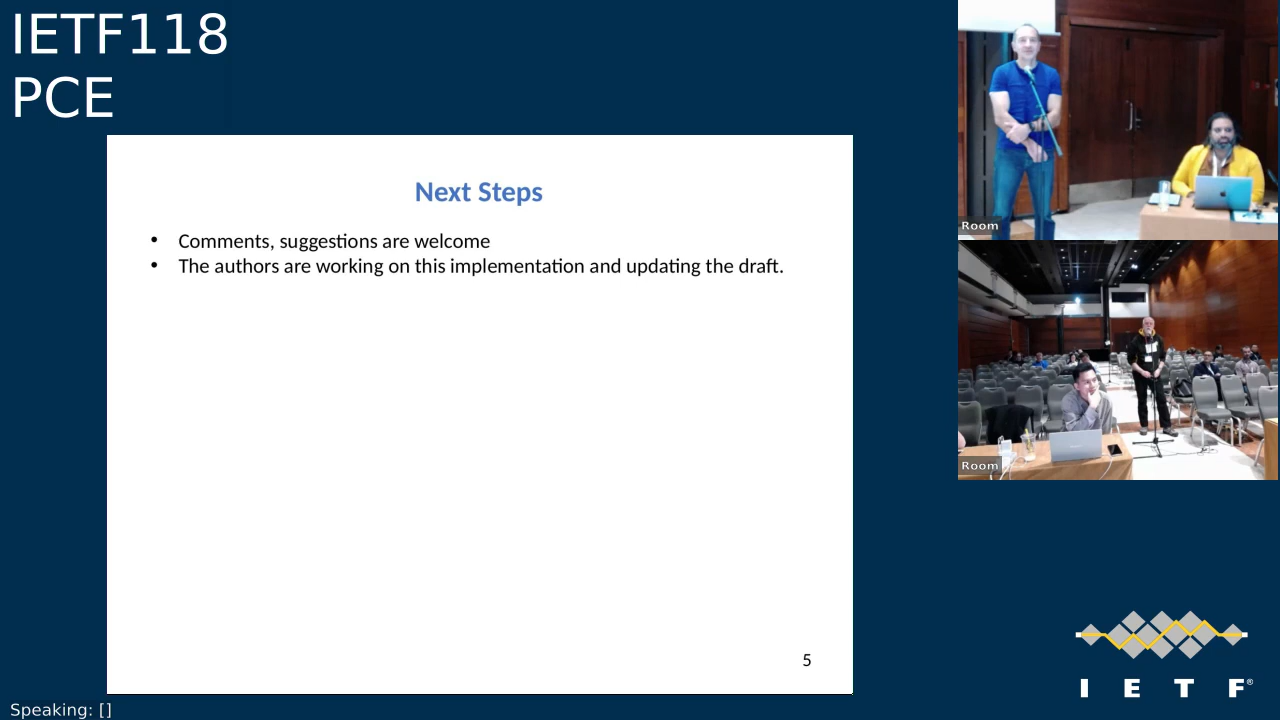 IETF118
PCE
Next Steps
• Comments, suggestions are welcome
• The authors are working on this implementation and updating the draft.
5
Room
Room
I E T F®
Speaking: []